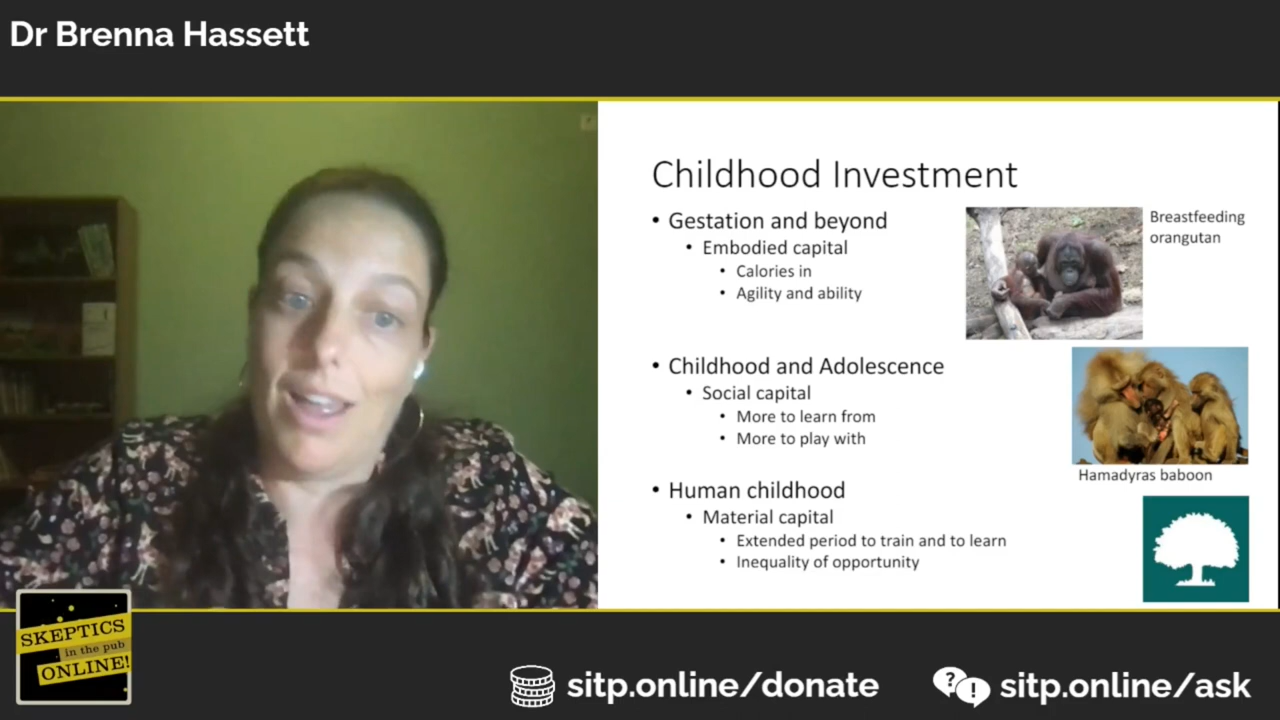 Dr Brenna Hassett
Childhood Investment
• Gestation and beyond
• Embodied capital
• Calories in
• Agility and ability
Breastfeeding
orangutan
• Childhood and Adolescence
• Social capital
• More to learn from
• More to play with
Hamadyras baboon
• Human childhood
• Material capital
• Extended period to train and to learn
• Inequality of opportunity
SKEPTICS
in the pub
ONLINE!
sitp.online/donate
? !
sitp.online/ask